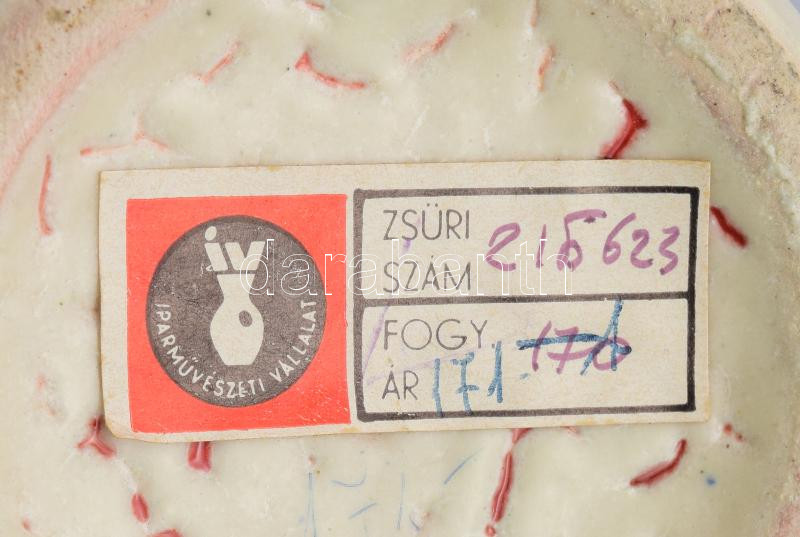 iv
IPARMŰVÉSZETI VÁLLALAT
ZSŰRI
SZÁM 215623
FOGY.
ÁR 171.- 170
darabanth